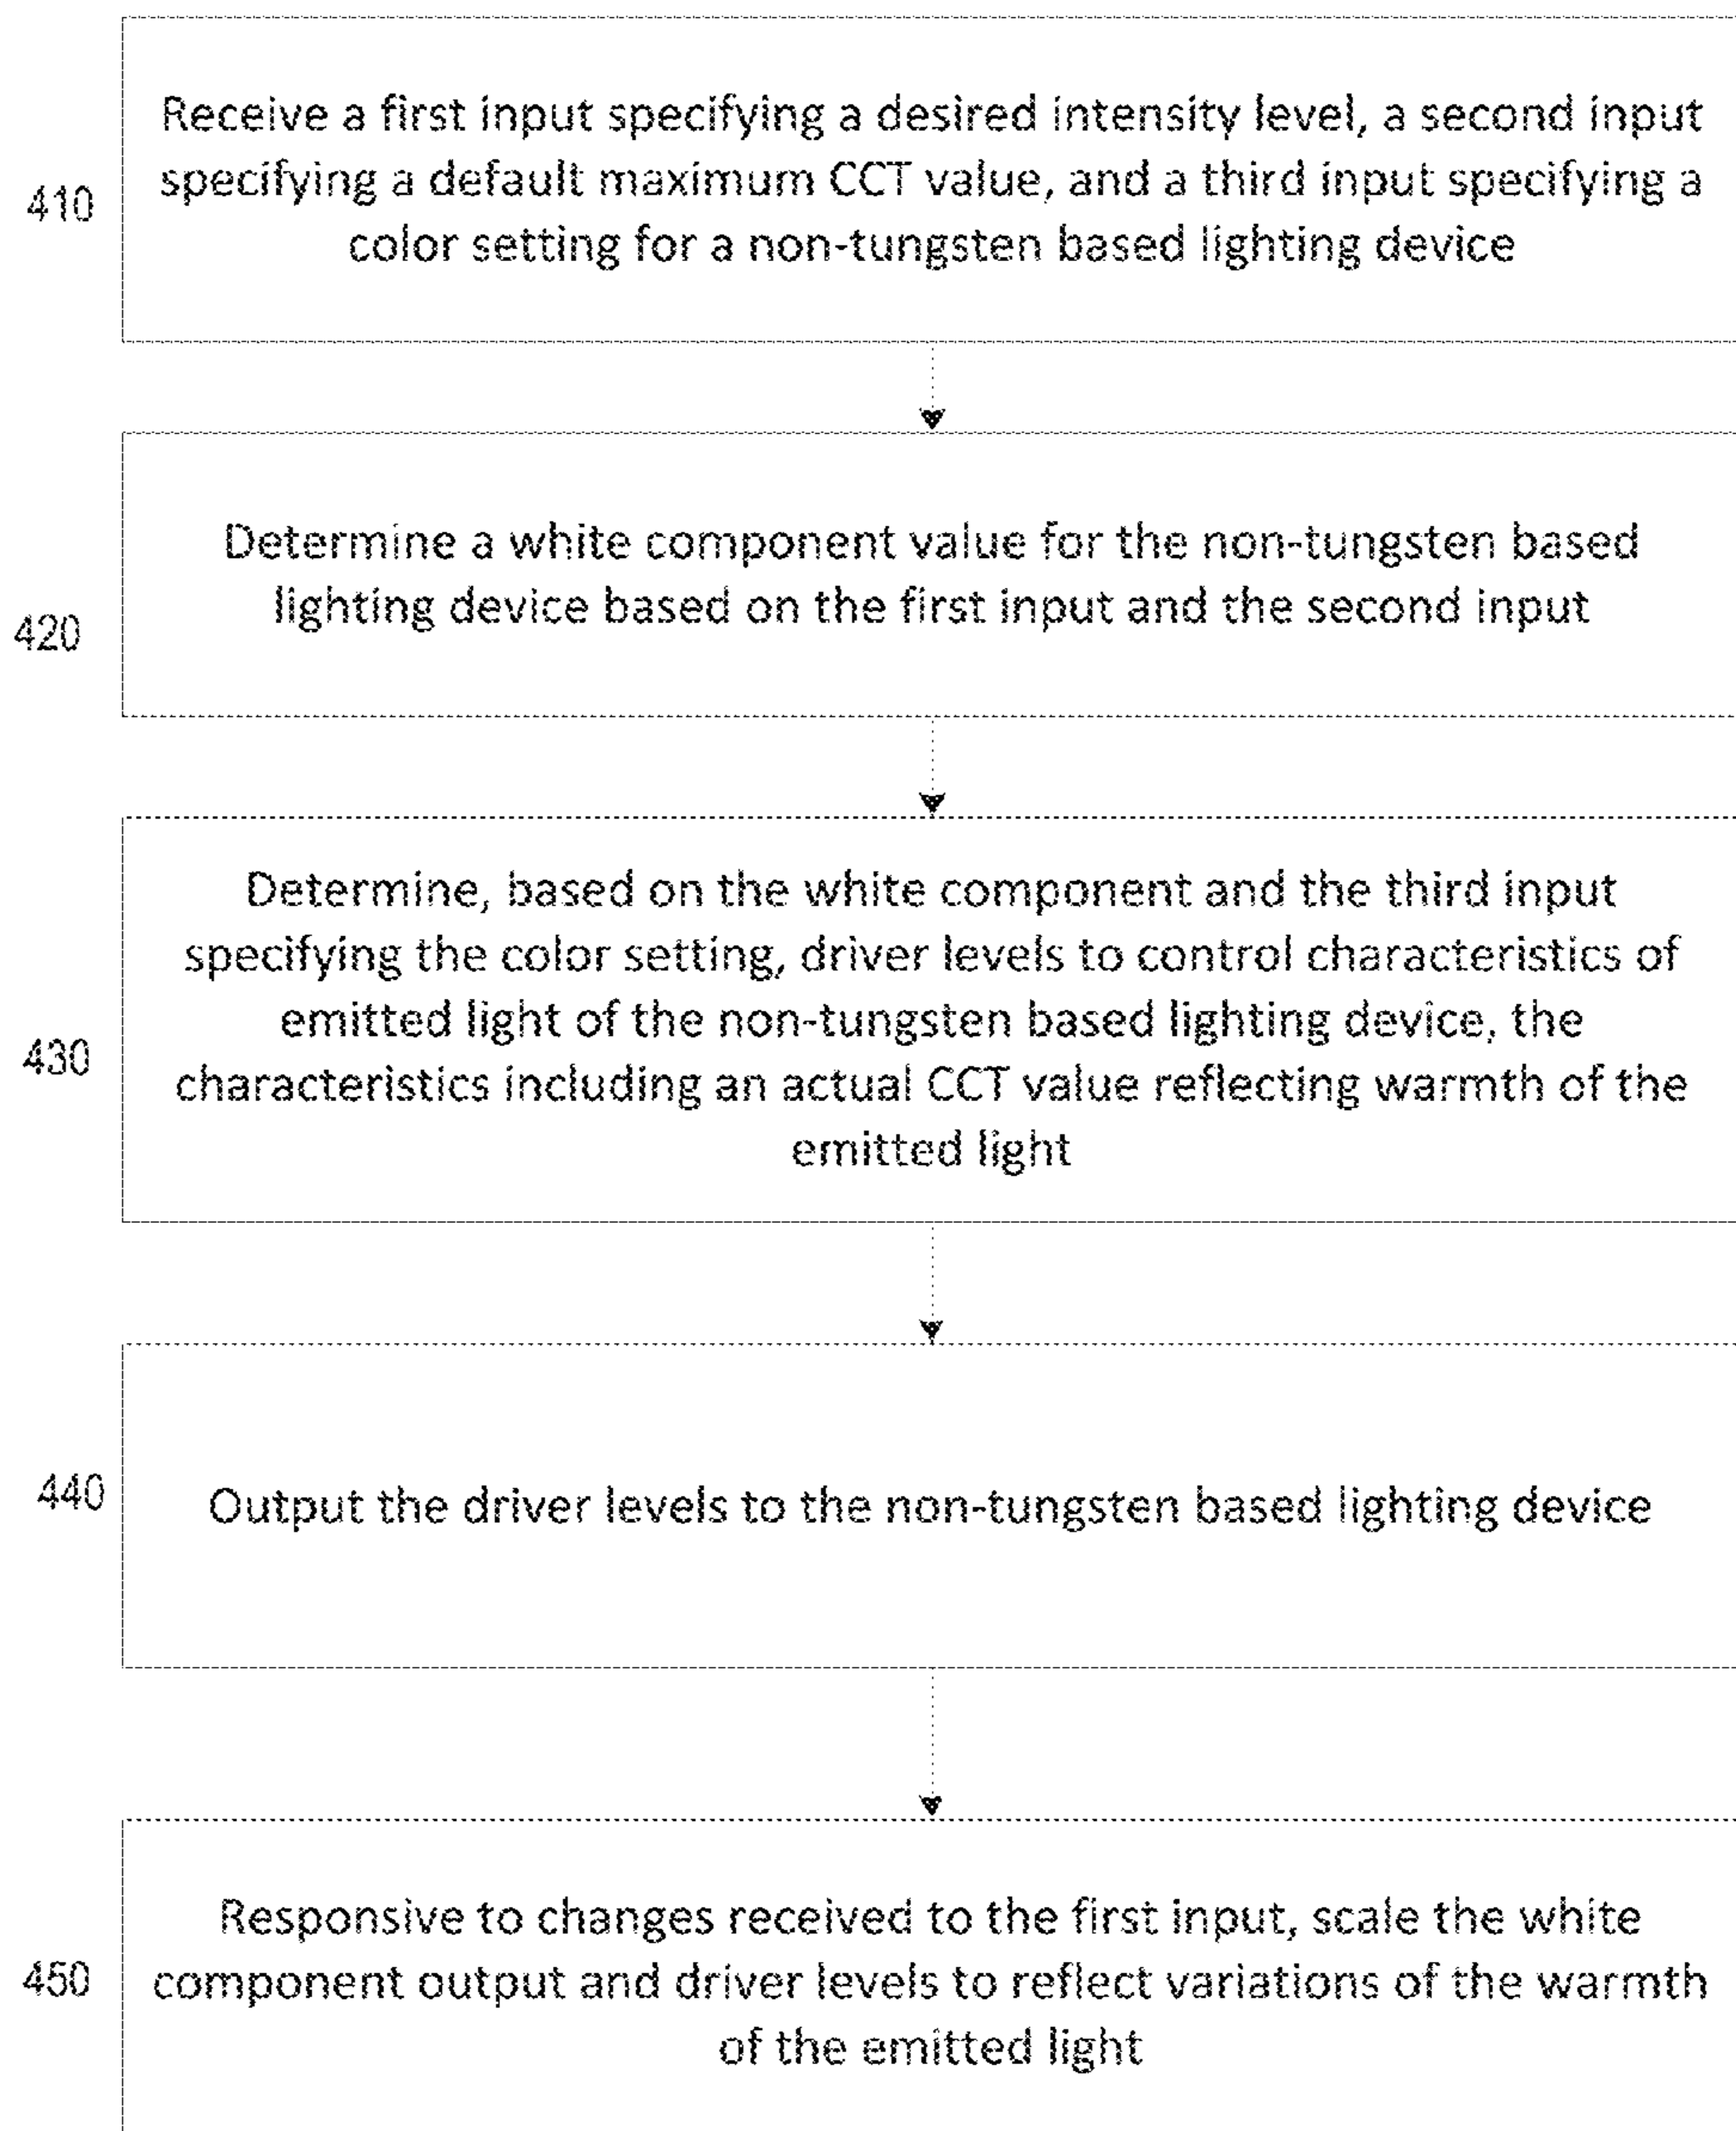 410
Receive a first input specifying a desired intensity level, a second input
specifying a default maximum CCT value, and a third input specifying a
color setting for a non-tungsten based lighting device
420
Determine a white component value for the non-tungsten based
lighting device based on the first input and the second input
430
Determine, based on the white component and the third input
specifying the color setting, driver levels to control characteristics of
emitted light of the non-tungsten based lighting device, the
characteristics including an actual CCT value reflecting warmth of the
emitted light
440
Output the driver levels to the non-tungsten based lighting device
450
Responsive to changes received to the first input, scale the white
component output and driver levels to reflect variations of the warmth
of the emitted light